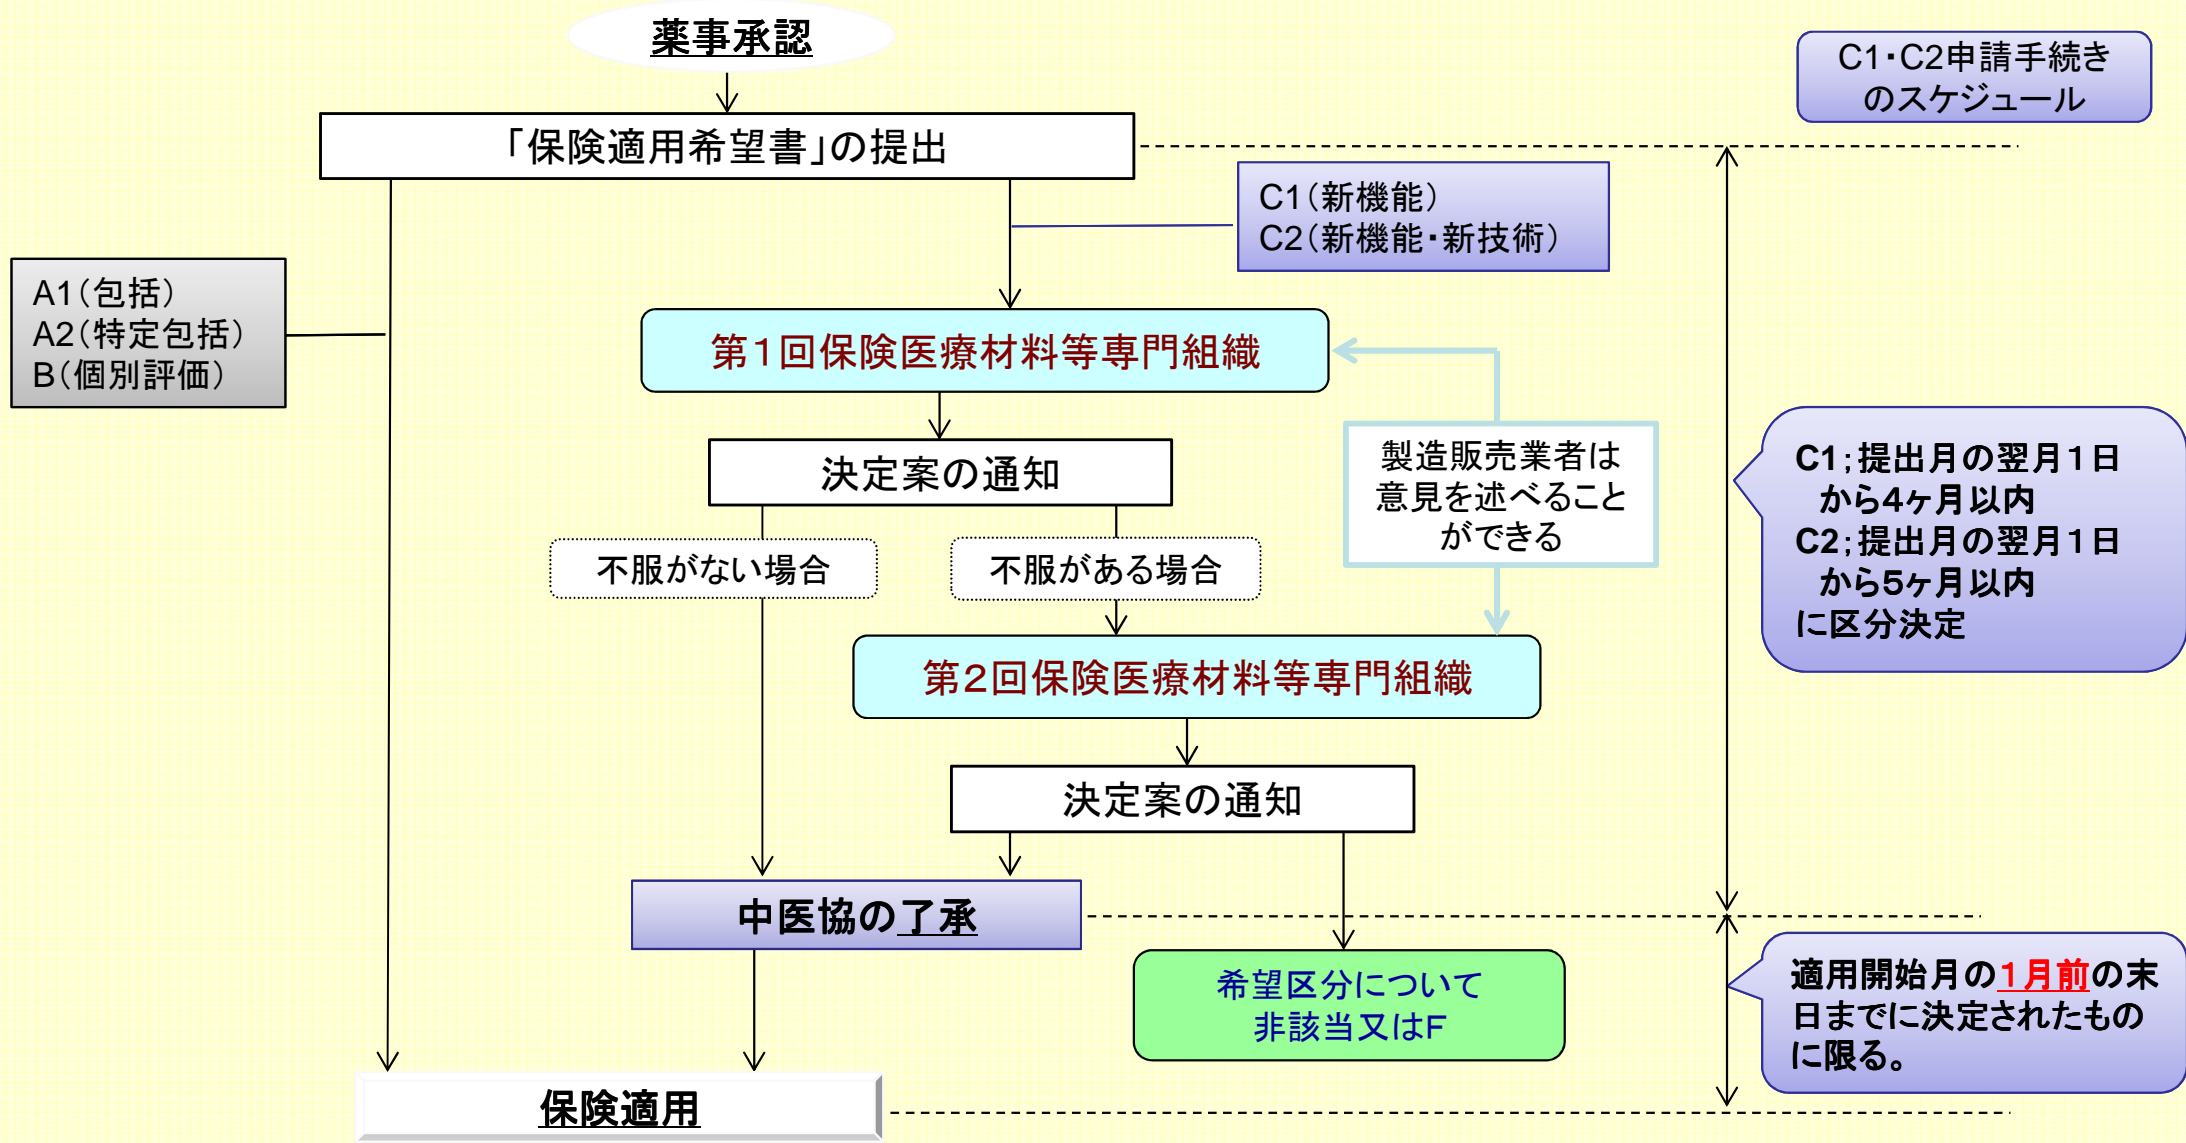 薬事承認
C1・C2申請手続き
のスケジュール
「保険適用希望書」の提出
C1(新機能)
C2(新機能・新技術)
A1(包括)
A2(特定包括)
B(個別評価)
第1回保険医療材料等専門組織
決定案の通知
製造販売業者は
意見を述べること
ができる
C1;提出月の翌月1日
から4ヶ月以内
C2;提出月の翌月1日
から5ヶ月以内
に区分決定
不服がない場合
不服がある場合
第2回保険医療材料等専門組織
決定案の通知
中医協の了承
希望区分について
非該当又はF
適用開始月の1月前の末
日までに決定されたもの
に限る。
保険適用